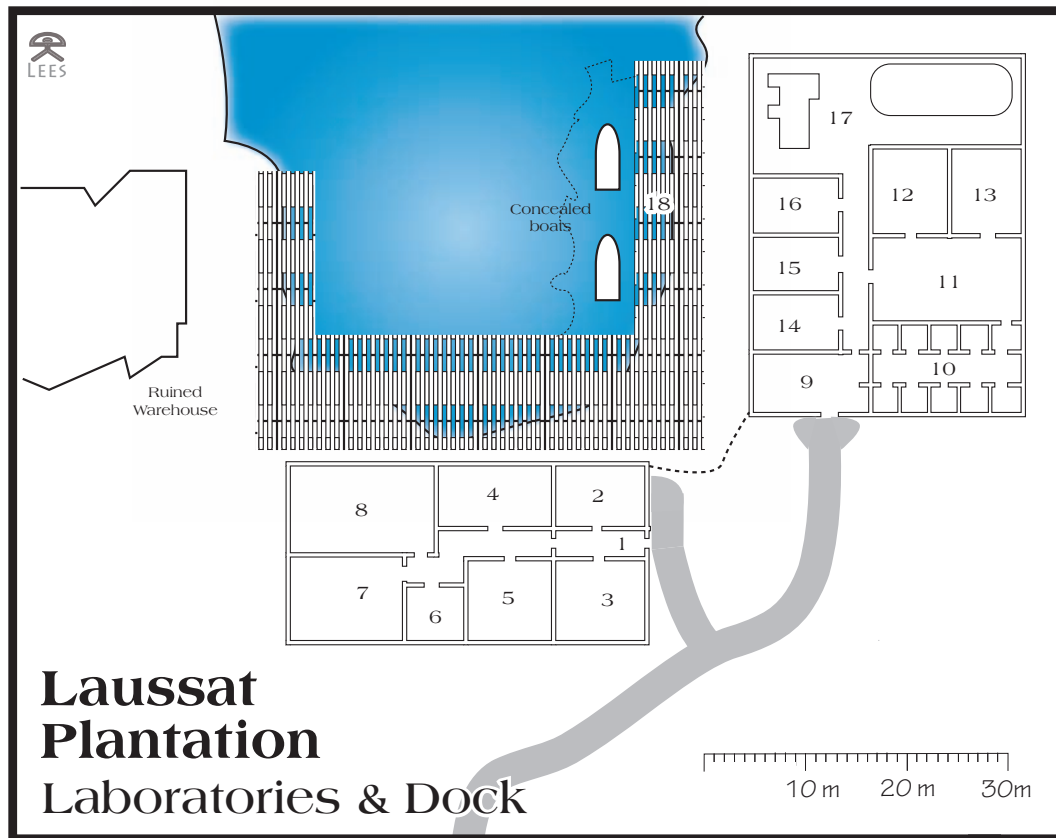 LEES
17
12
13
16
18
Concealed
boats
15
11
14
10
9
Ruined
Warehouse
8
4
2
1
7
5
3
6
Laussat
Plantation
Laboratories & Dock
10 m 20 m 30m